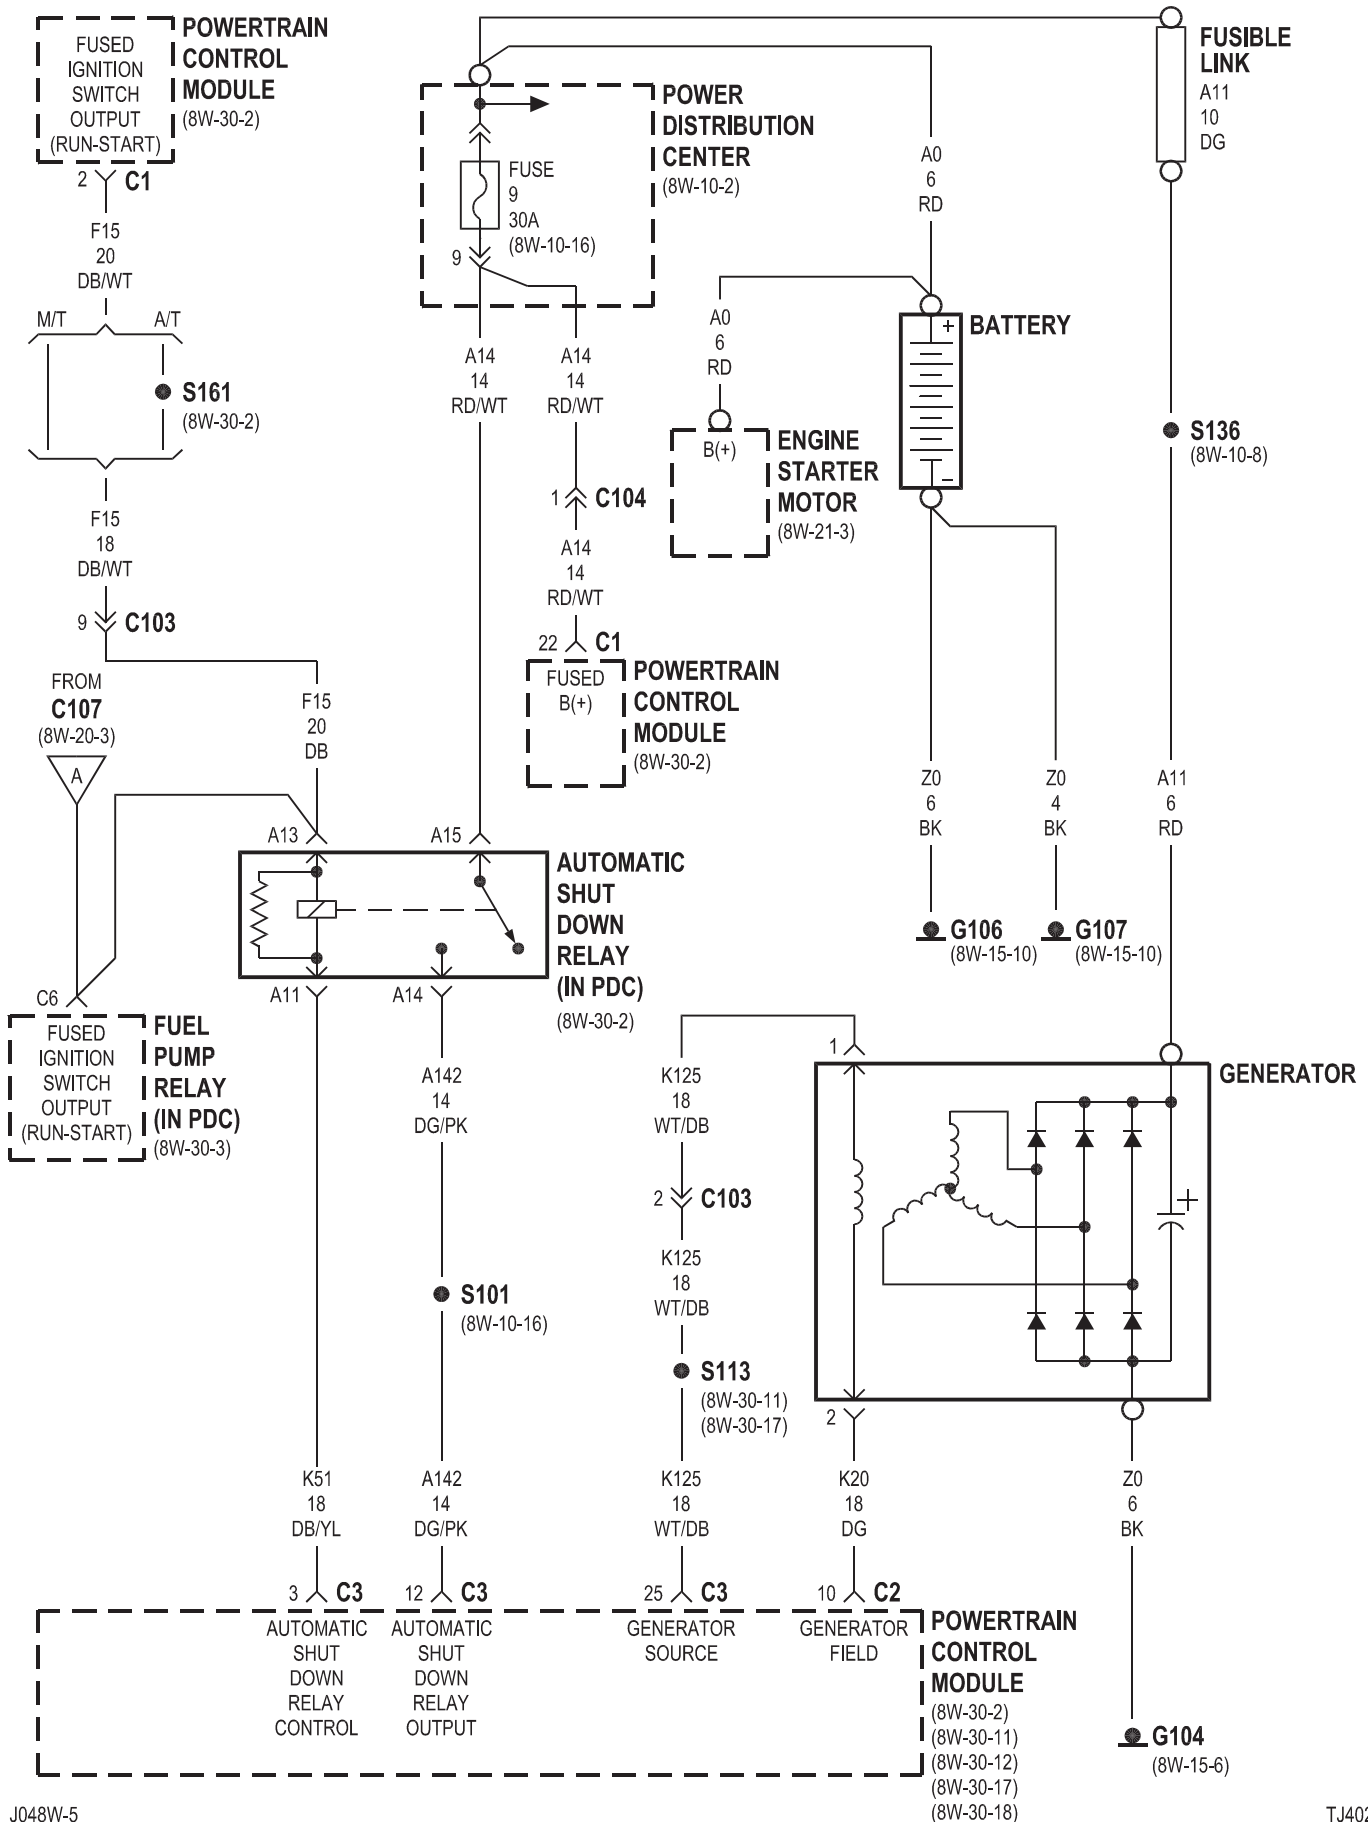 POWERTRAIN
CONTROL
MODULE
(8W-30-2)
FUSED
IGNITION
SWITCH
OUTPUT
(RUN-START)
2
C1
F15
20
DB/WT
M/T
A/T
S161
(8W-30-2)
F15
18
DB/WT
9
C103
FROM
C107
(8W-20-3)
A
F15
20
DB
POWER
DISTRIBUTION
CENTER
(8W-10-2)
FUSE
9
30A
(8W-10-16)
9
A14
14
RD/WT
A14
14
RD/WT
1
C104
A14
14
RD/WT
22
C1
FUSED
B(+)
POWERTRAIN
CONTROL
MODULE
(8W-30-2)
FUSIBLE
LINK
A11
10
DG
A0
6
RD
A0
6
RD
BATTERY
+
−
B(+)
ENGINE
STARTER
MOTOR
(8W-21-3)
S136
(8W-10-8)
Z0
6
BK
Z0
4
BK
A11
6
RD
G106
(8W-15-10)
G107
(8W-15-10)
A13
A15
AUTOMATIC
SHUT
DOWN
RELAY
(IN PDC)
(8W-30-2)
A11
A14
C6
FUSED
IGNITION
SWITCH
OUTPUT
(RUN-START)
FUEL
PUMP
RELAY
(IN PDC)
(8W-30-3)
A142
14
DG/PK
S101
(8W-10-16)
K125
18
WT/DB
2
C103
K125
18
WT/DB
S113
(8W-30-11)
(8W-30-17)
1
GENERATOR
+
2
K51
18
DB/YL
A142
14
DG/PK
K125
18
WT/DB
K20
18
DG
Z0
6
BK
3
C3
12
C3
25
C3
10
C2
AUTOMATIC
SHUT
DOWN
RELAY
CONTROL
AUTOMATIC
SHUT
DOWN
RELAY
OUTPUT
GENERATOR
SOURCE
GENERATOR
FIELD
POWERTRAIN
CONTROL
MODULE
(8W-30-2)
(8W-30-11)
(8W-30-12)
(8W-30-17)
(8W-30-18)
G104
(8W-15-6)
J048W-5
TJ402